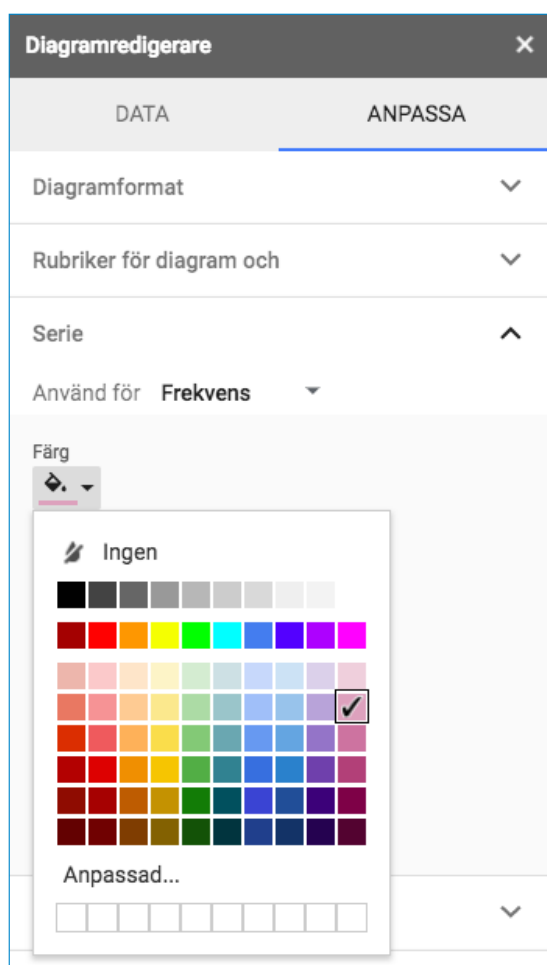 Diagramredigerare
DATA ANPASSA
Diagramformat
Rubriker för diagram och
Serie
Använd för Frekvens
Färg
Ingen
Anpassad...